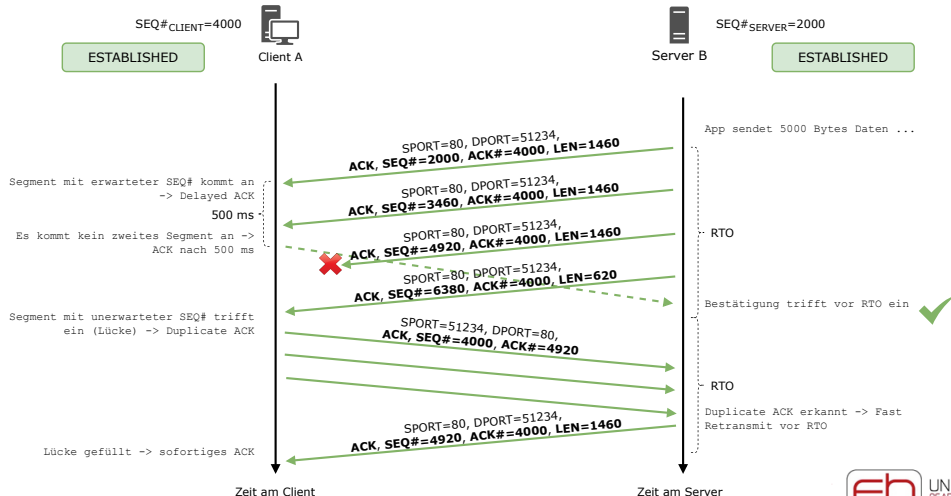 SEQ#CLIENT=4000
SEQ#SERVER=2000
ESTABLISHED
Client A
Server B
ESTABLISHED
App sendet 5000 Bytes Daten ...
SPORT=80, DPORT=51234,
ACK, SEQ#=2000, ACK#=4000, LEN=1460
Segment mit erwarteter SEQ# kommt an
-> Delayed ACK
SPORT=80, DPORT=51234,
ACK, SEQ#=3460, ACK#=4000, LEN=1460
500 ms
Es kommt kein zweites Segment an ->
ACK nach 500 ms
SPORT=80, DPORT=51234,
ACK, SEQ#=4920, ACK#=4000, LEN=1460
RTO
SPORT=80, DPORT=51234,
ACK, SEQ#=6380, ACK#=4000, LEN=620
Bestätigung trifft vor RTO ein
Segment mit unerwarteter SEQ# trifft
ein (Lücke) -> Duplicate ACK
SPORT=51234, DPORT=80,
ACK, SEQ#=4000, ACK#=4920
RTO
Duplicate ACK erkannt -> Fast
Retransmit vor RTO
SPORT=80, DPORT=51234,
ACK, SEQ#=4920, ACK#=4000, LEN=1460
Lücke gefüllt -> sofortiges ACK
Zeit am Client
Zeit am Server